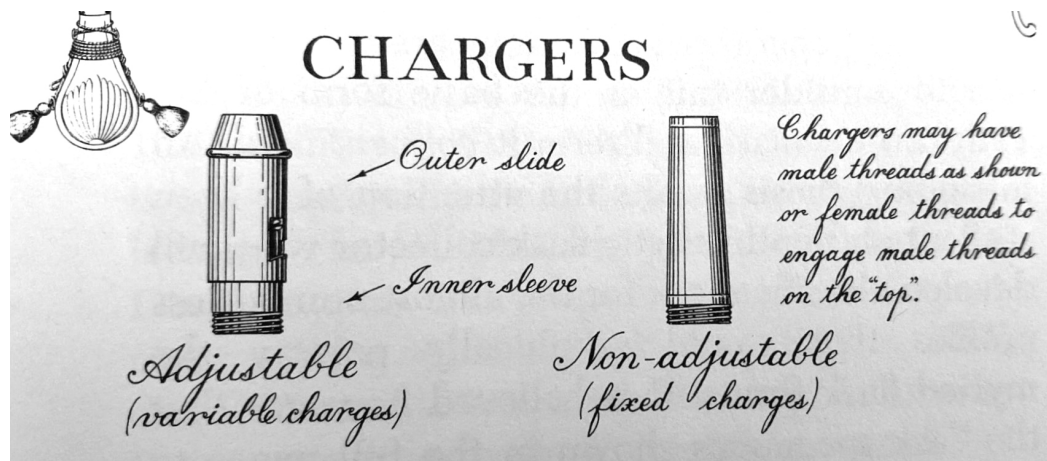 CHARGERS
Outer slide
Inner sleeve
Adjustable
(variable charges)
Chargers may have
male threads as shown
or female threads to
engage male threads
on the "top".
Non-adjustable
(fixed charges)